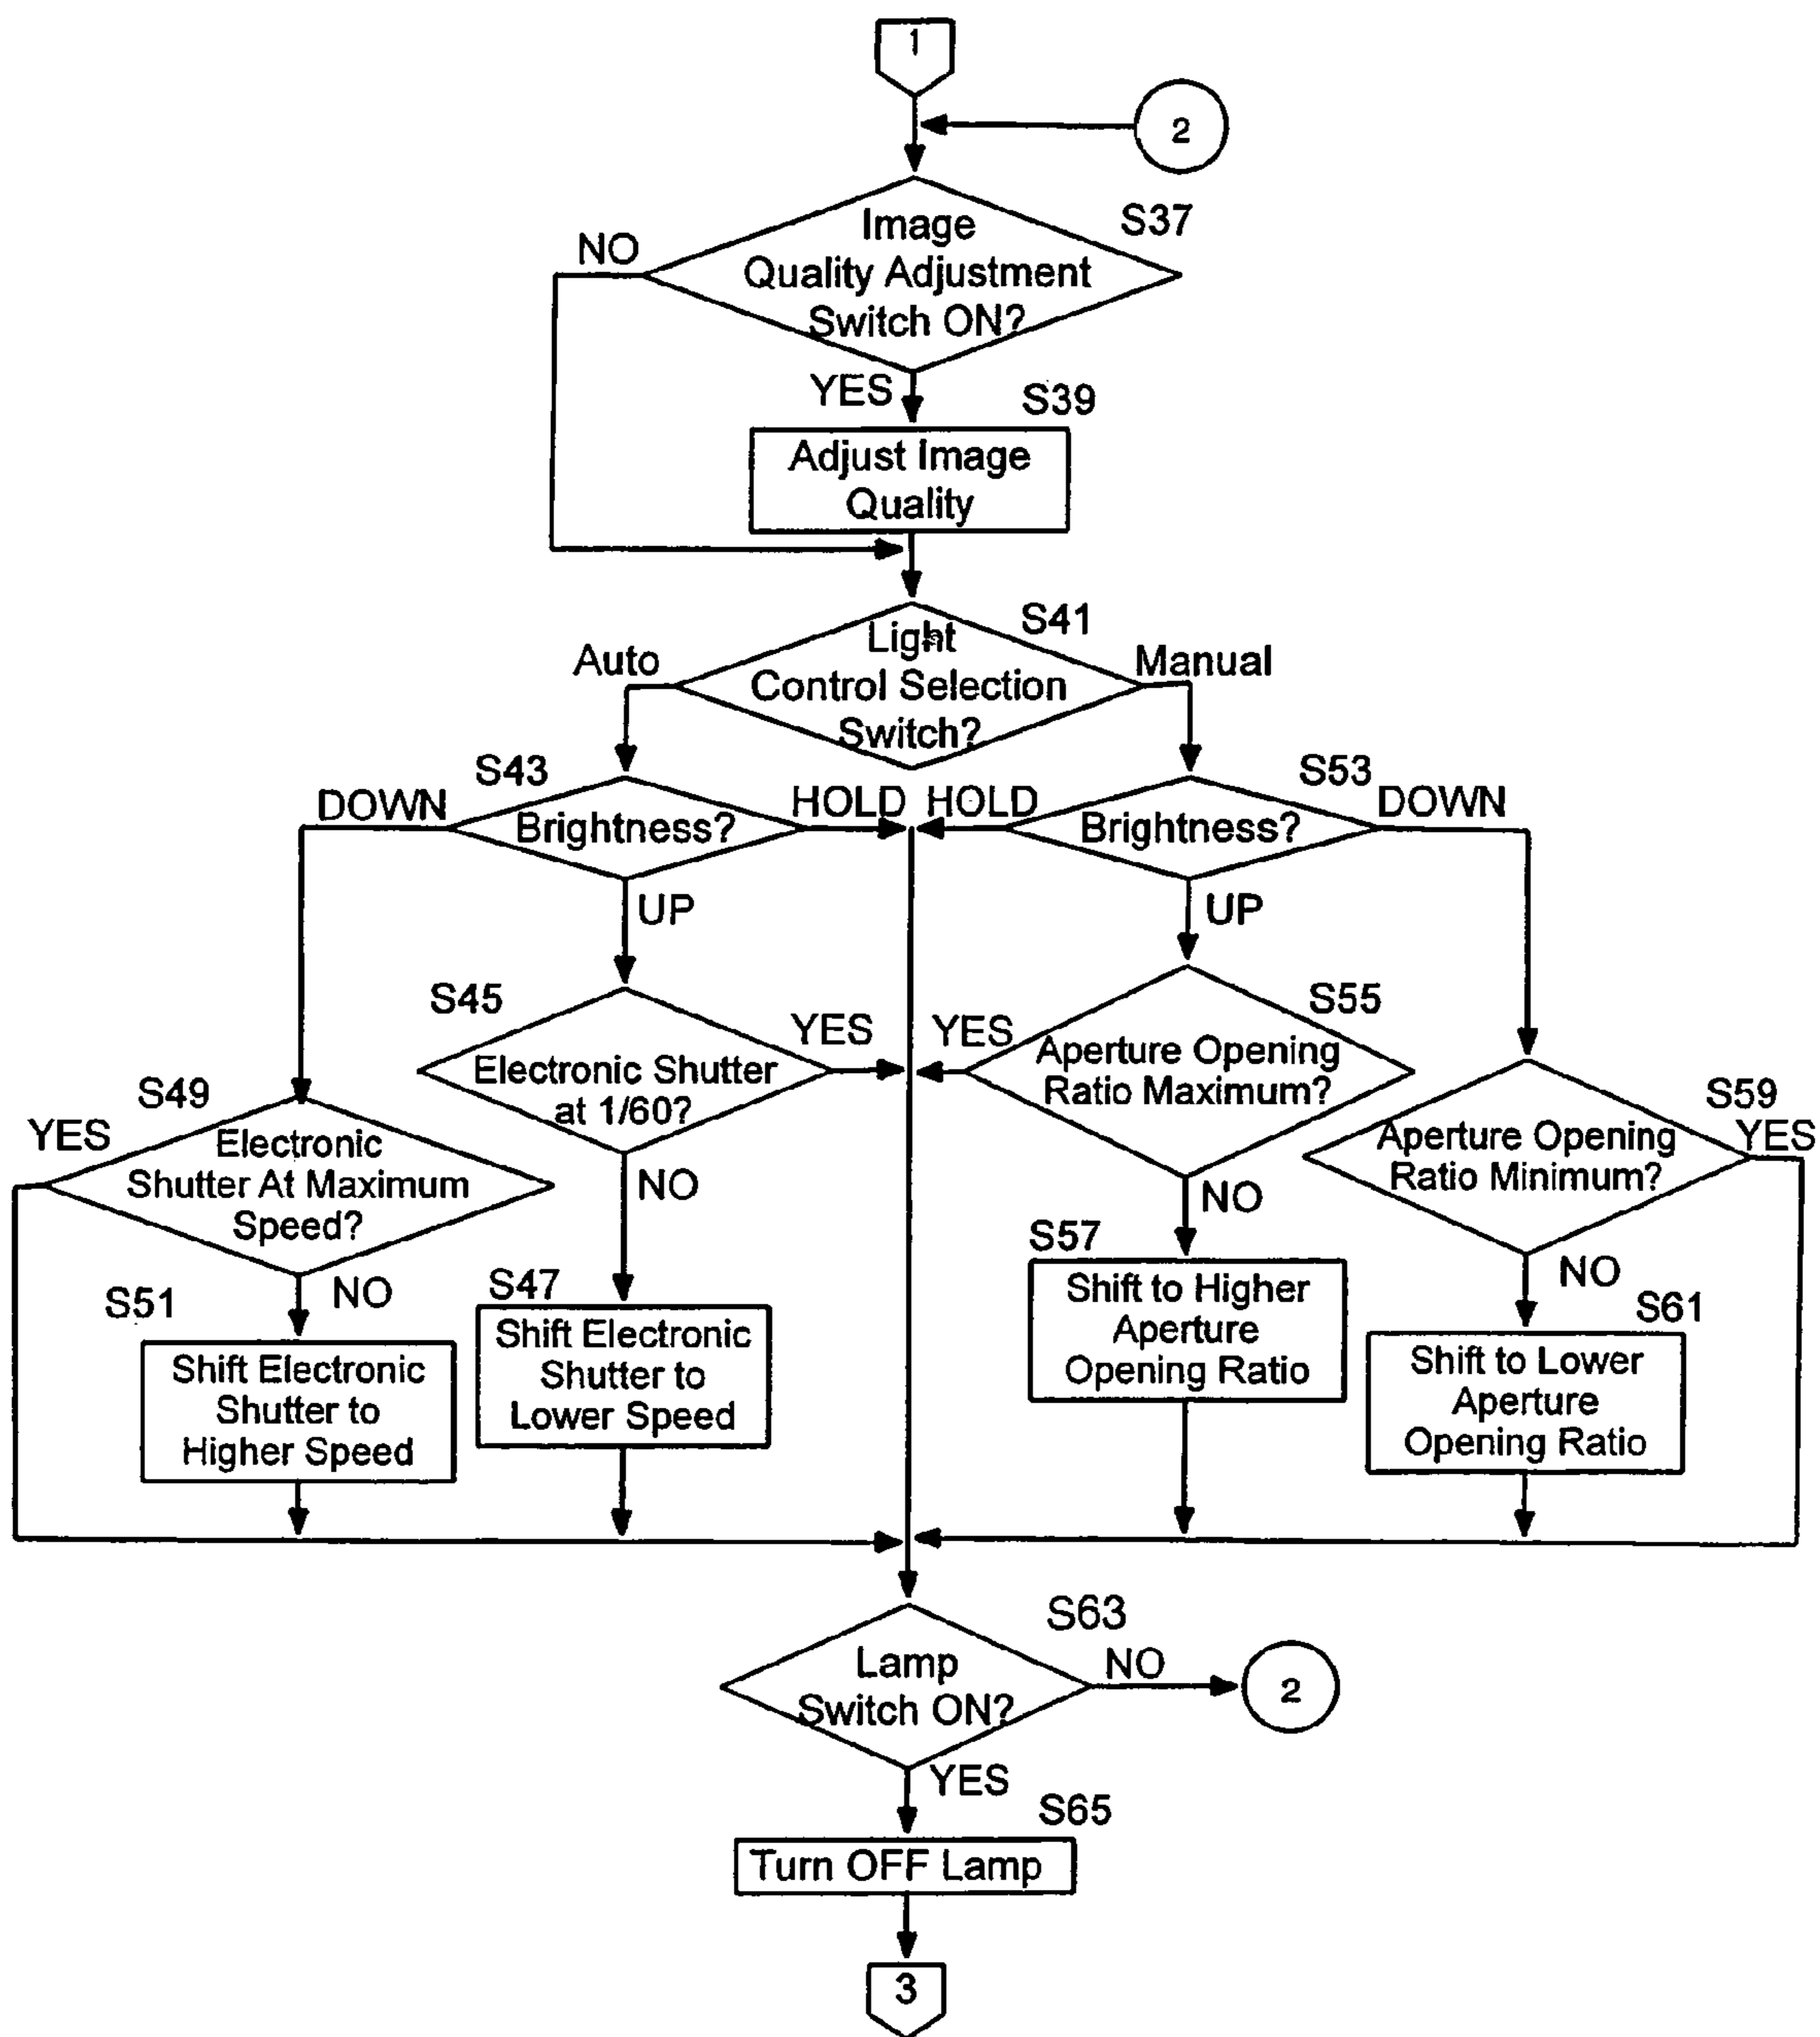 1
2
S37
NO
Image
Quality Adjustment
Switch ON?
YES
S39
Adjust Image
Quality
S41
Auto
Light
Control Selection
Switch?
Manual
S43
DOWN
Brightness?
HOLD
HOLD
S53
Brightness?
DOWN
UP
UP
S45
Electronic Shutter
at 1/60?
YES
YES
S55
Aperture Opening
Ratio Maximum?
S49
YES
Electronic
Shutter At Maximum
Speed?
NO
NO
S59
YES
Aperture Opening
Ratio Minimum?
S51
NO
S47
S57
NO
S61
Shift Electronic
Shutter to
Higher Speed
Shift Electronic
Shutter to
Lower Speed
Shift to Higher
Aperture
Opening Ratio
Shift to Lower
Aperture
Opening Ratio
S63
Lamp
Switch ON?
NO
2
YES
S65
Turn OFF Lamp
3